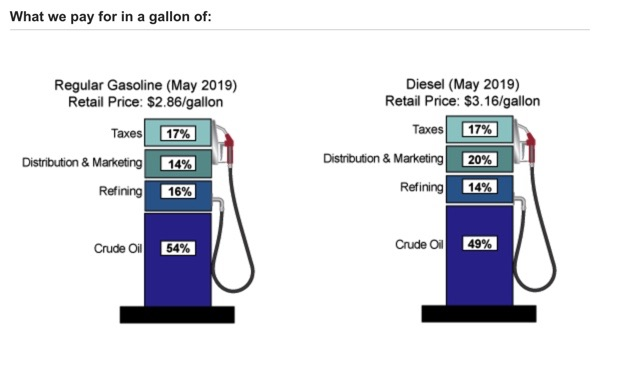 What we pay for in a gallon of:
Regular Gasoline (May 2019)
Retail Price: $2.86/gallon
Taxes 17%
Distribution & Marketing 14%
Refining 16%
Crude Oil 54%
Diesel (May 2019)
Retail Price: $3.16/gallon
Taxes 17%
Distribution & Marketing 20%
Refining 14%
Crude Oil 49%